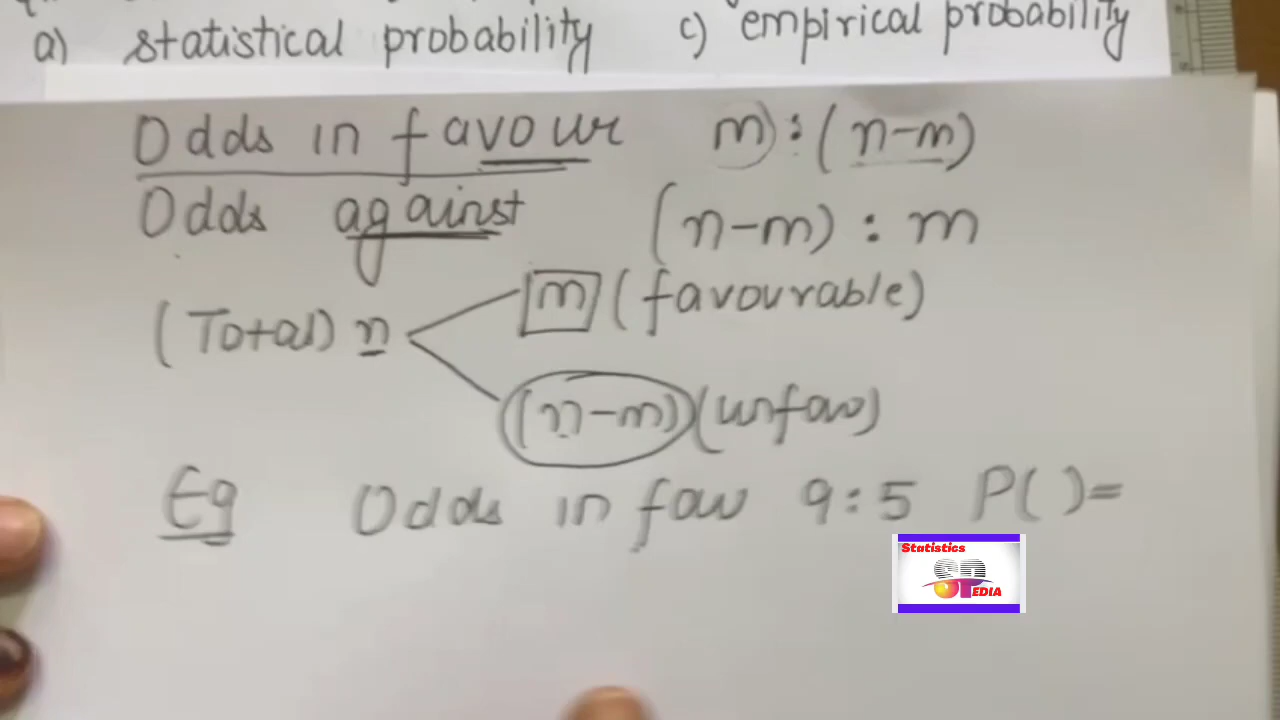 a) statistical probability c) empirical probability
Odds in favour m : (n-m)
Odds against (n-m) : m
(Total) n
m (favourable)
(n-m) (unfav)
Eg Odds in fav 9:5 P( )=
Statistics
EDIA